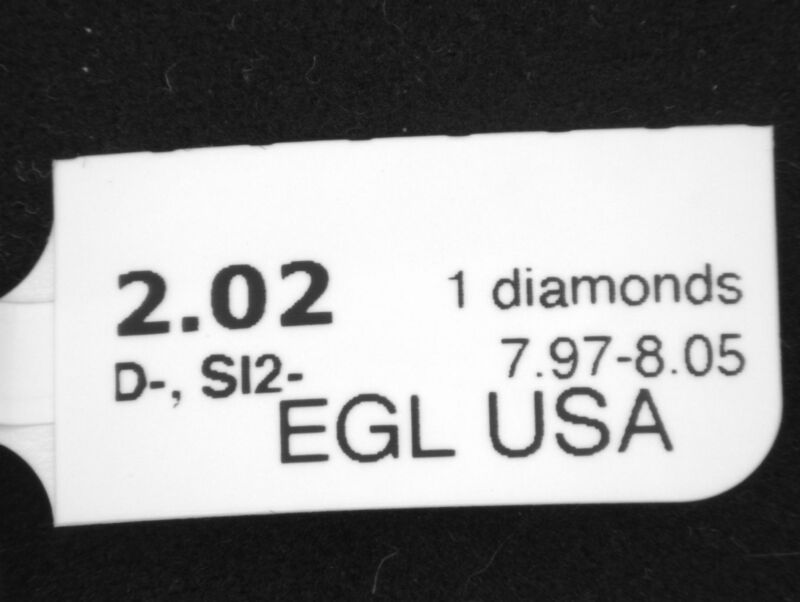 2.02 1 diamonds
D-, SI2- 7.97-8.05
EGL USA